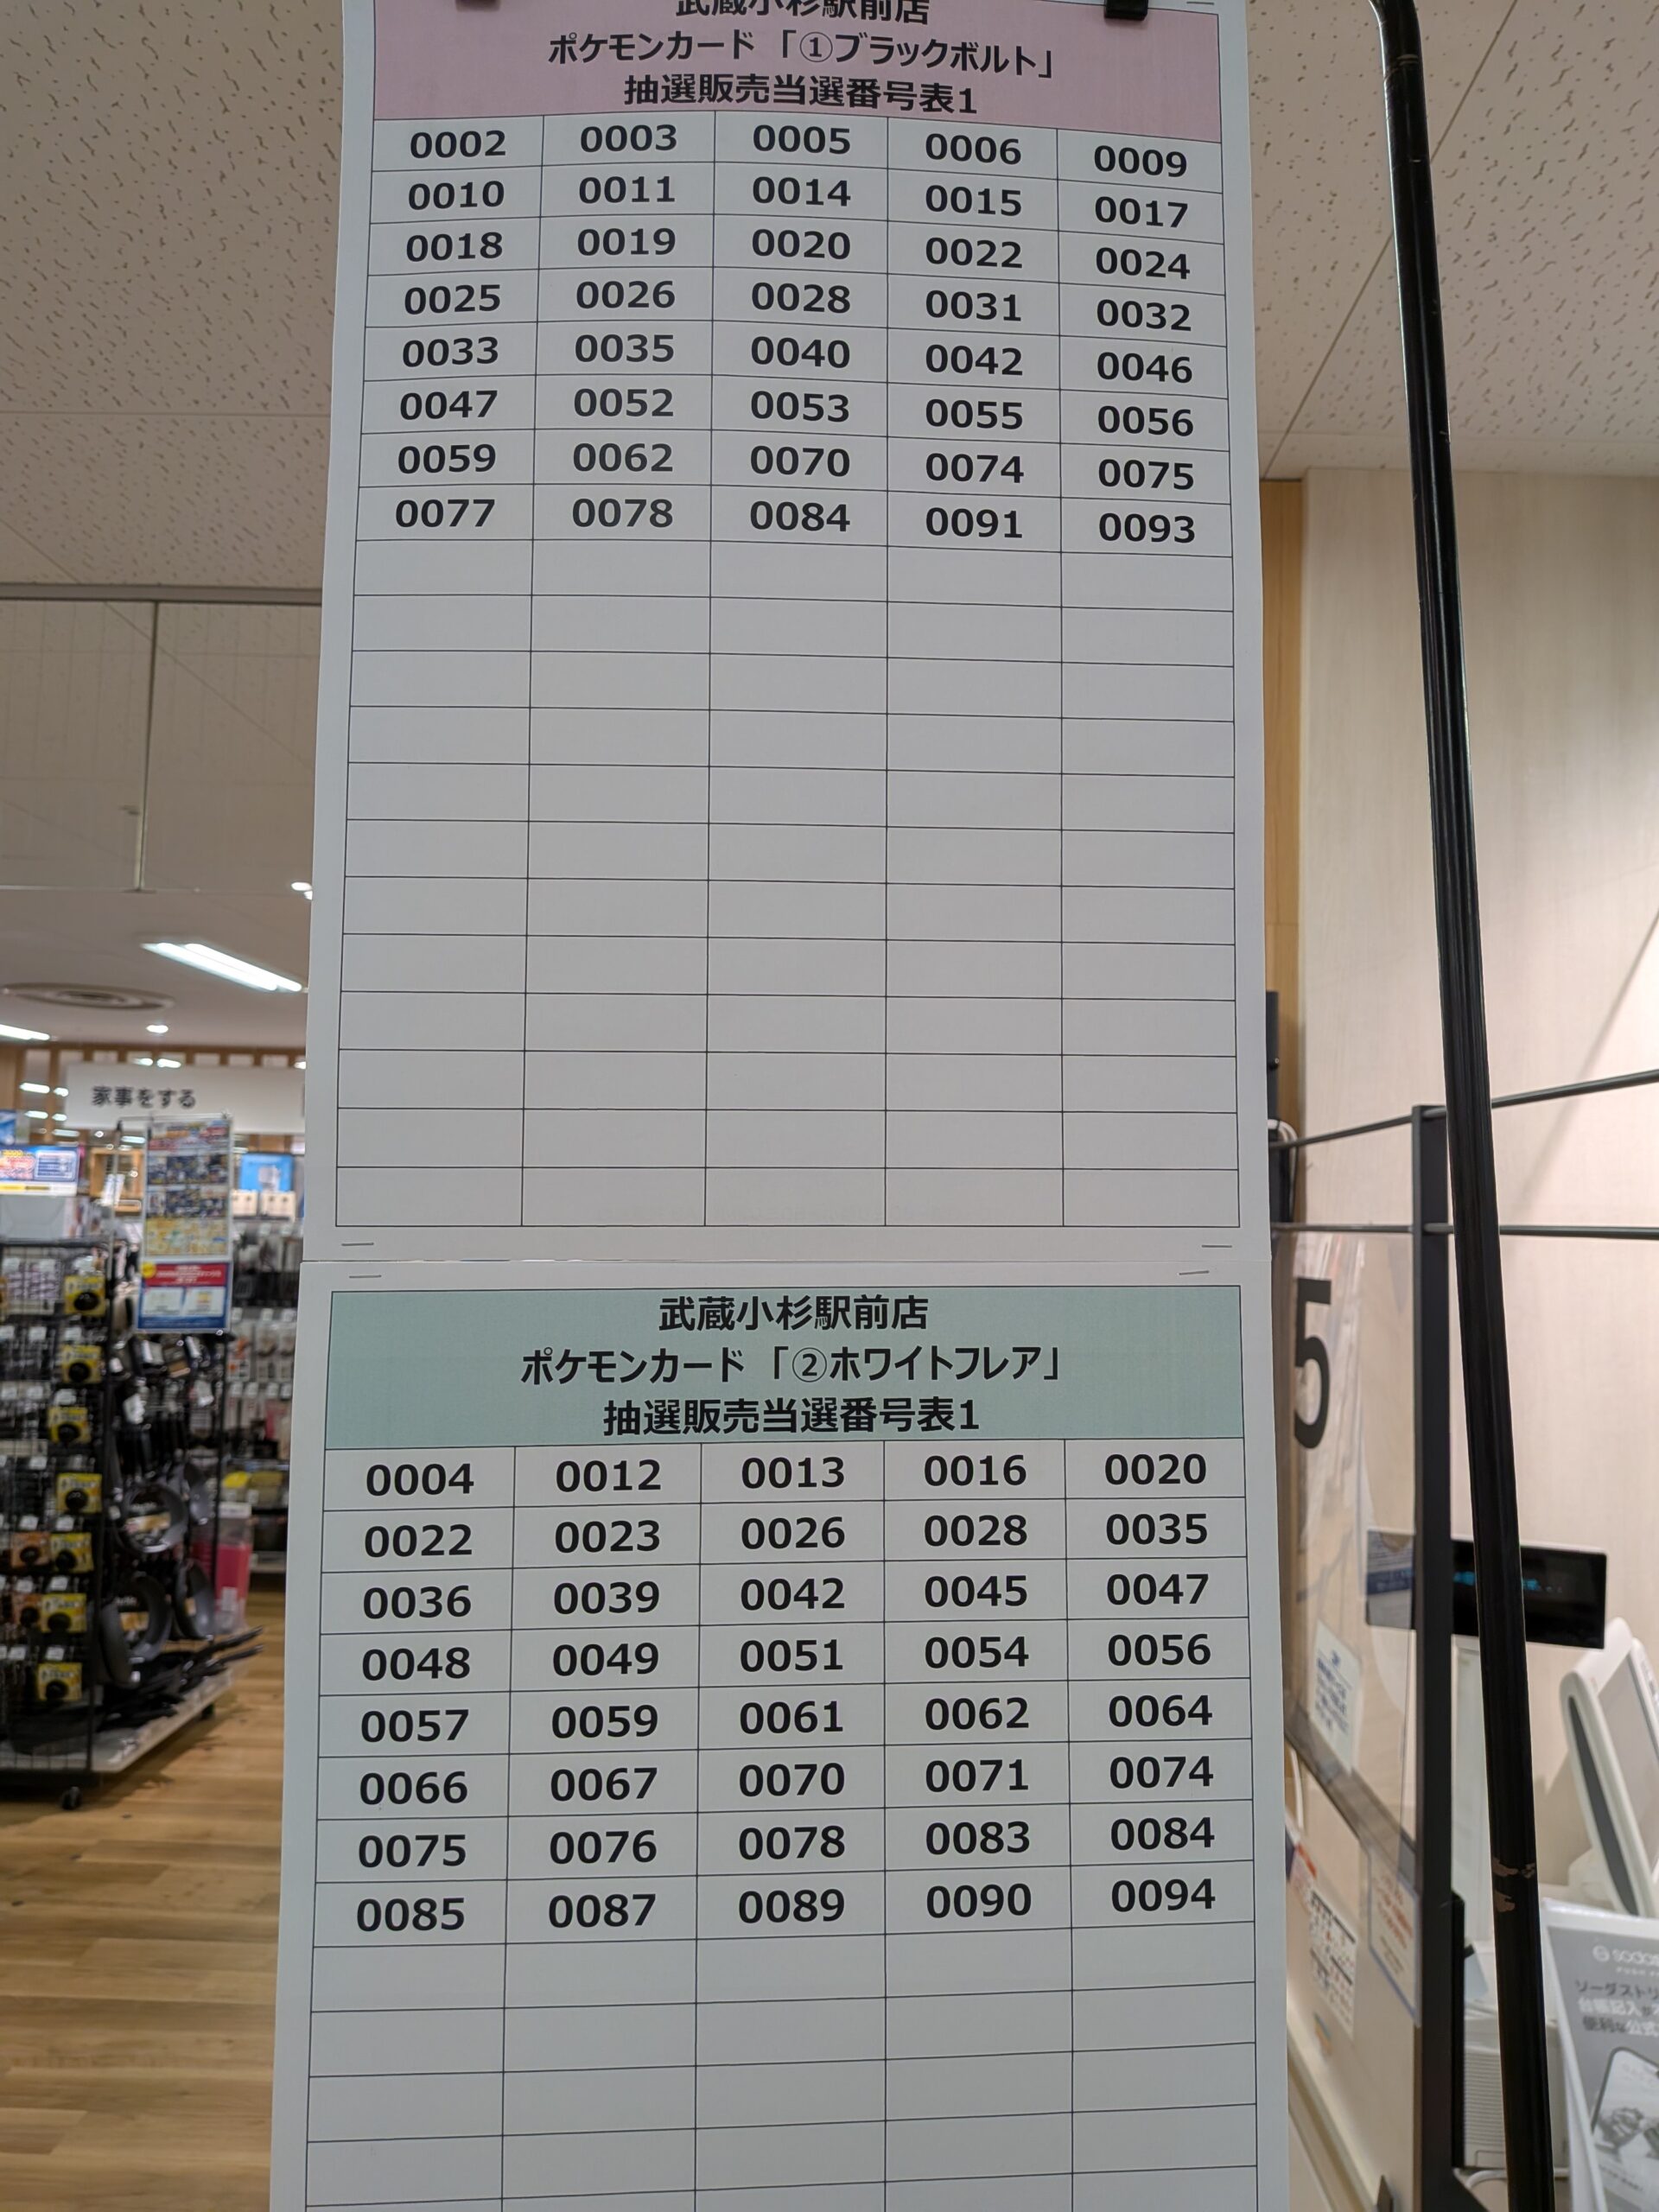 武蔵小杉駅前店
ポケモンカード「①ブラックボルト」
抽選販売当選番号表1
0002 0003 0005 0006 0009
0010 0011 0014 0015 0017
0018 0019 0020 0022 0024
0025 0026 0028 0031 0032
0033 0035 0040 0042 0046
0047 0052 0053 0055 0056
0059 0062 0070 0074 0075
0077 0078 0084 0091 0093
武蔵小杉駅前店
ポケモンカード「②ホワイトフレア」
抽選販売当選番号表1
0004 0012 0013 0016 0020
0022 0023 0026 0028 0035
0036 0039 0042 0045 0047
0048 0049 0051 0054 0056
0057 0059 0061 0062 0064
0066 0067 0070 0071 0074
0075 0076 0078 0083 0084
0085 0087 0089 0090 0094
家事をする
5